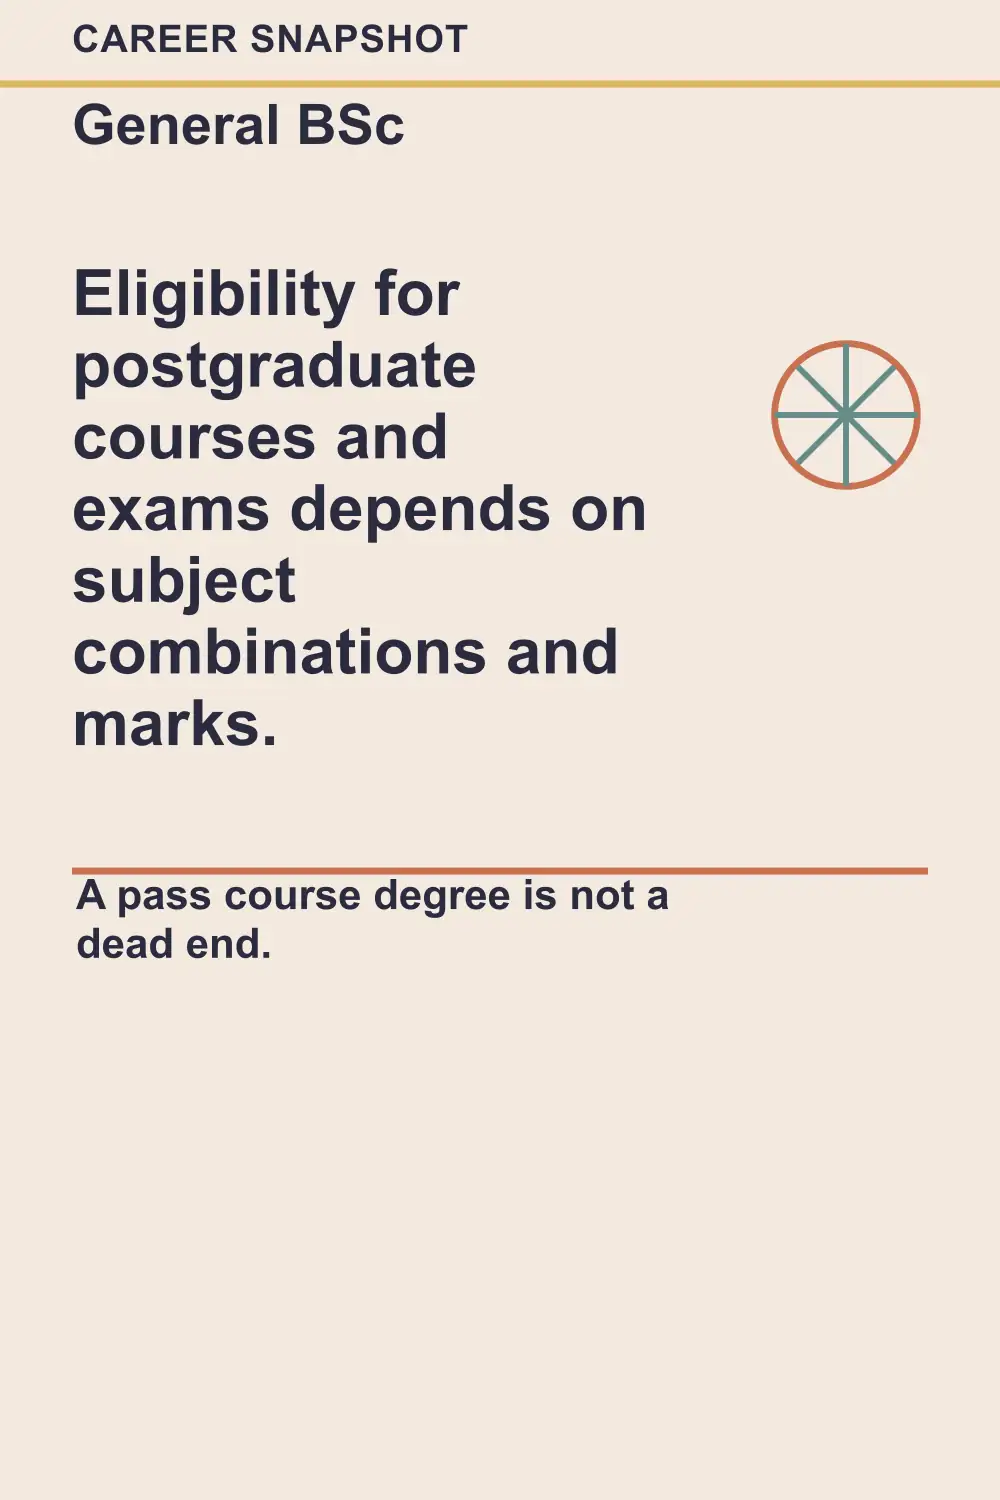 CAREER SNAPSHOT
General BSc
Eligibility for
postgraduate
courses and
exams depends on
subject
combinations and
marks.
A pass course degree is not a
dead end.